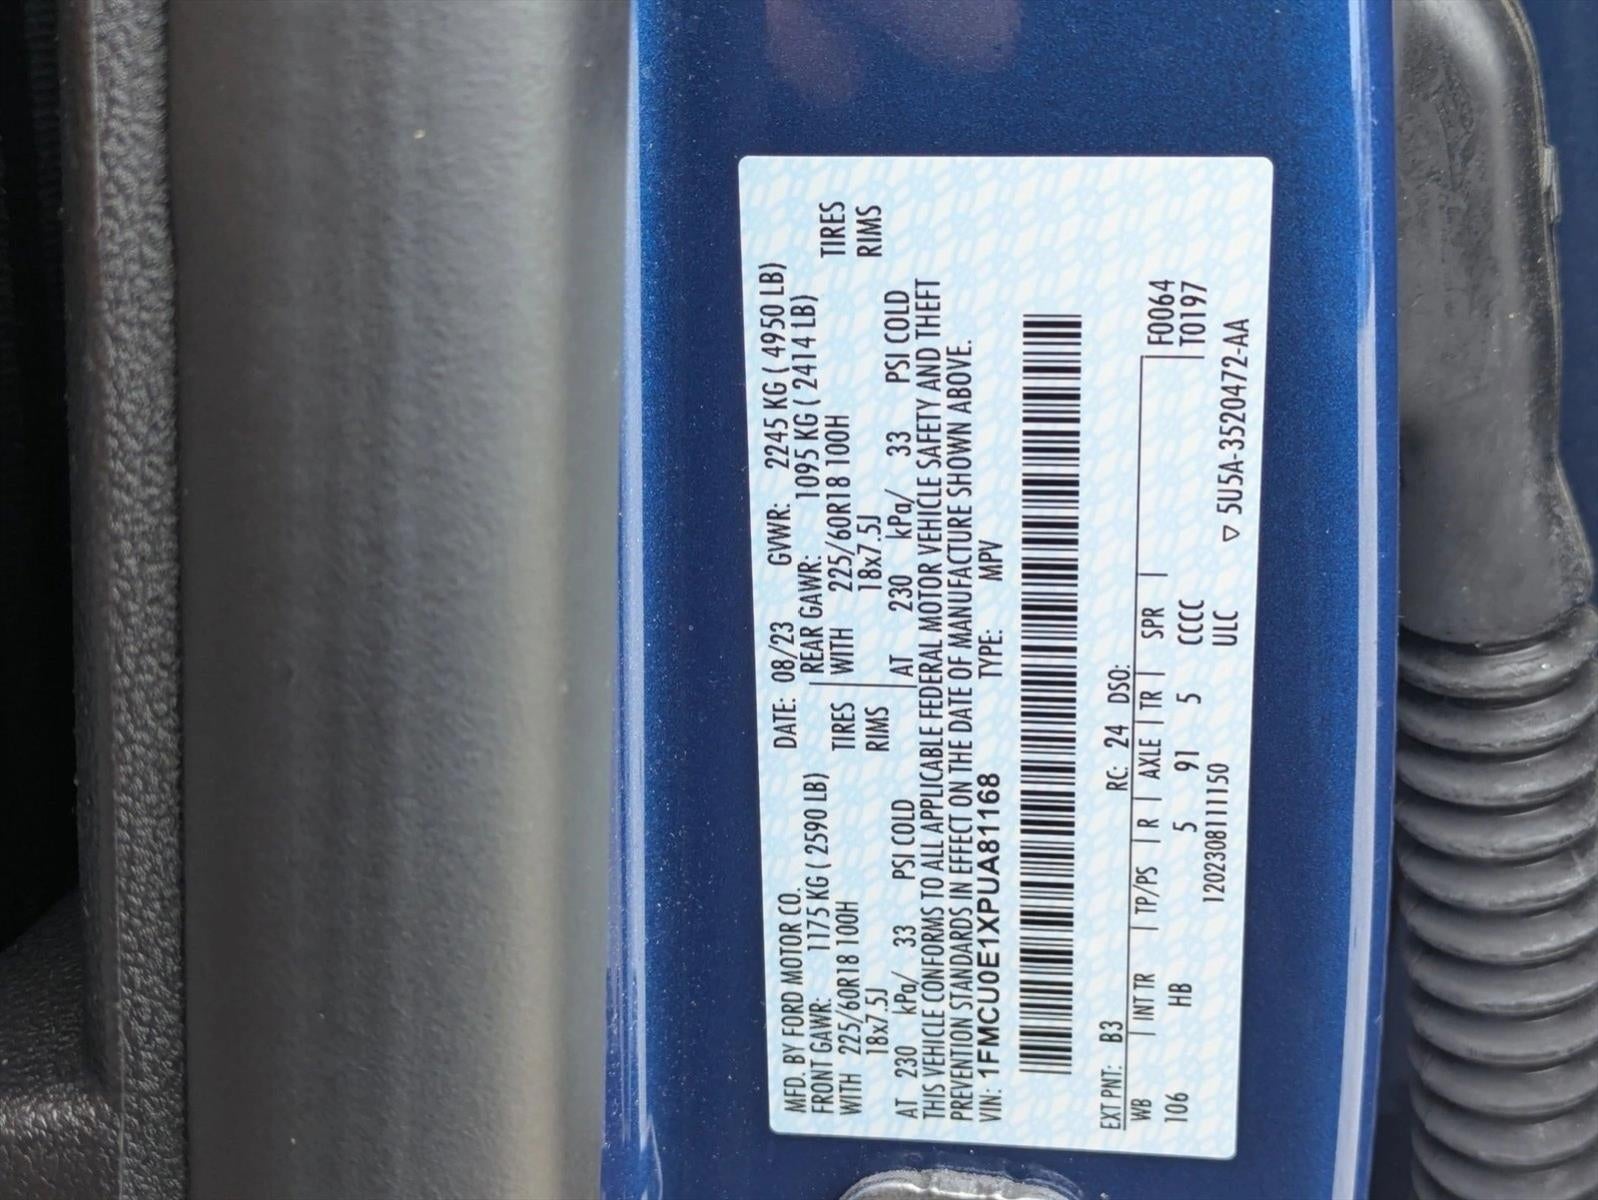 MFD. BY FORD MOTOR CO. DATE: 08/23 GVWR: 2245 KG ( 4950 LB)
FRONT GAWR: 1175 KG ( 2590 LB) REAR GAWR: 1095 KG ( 2414 LB)
WITH 225/60R18 100H TIRES WITH 225/60R18 100H TIRES
18x7.5J RIMS 18x7.5J RIMS
AT 230 kPa/ 33 PSI COLD AT 230 kPa/ 33 PSI COLD
THIS VEHICLE CONFORMS TO ALL APPLICABLE FEDERAL MOTOR VEHICLE SAFETY AND THEFT
PREVENTION STANDARDS IN EFFECT ON THE DATE OF MANUFACTURE SHOWN ABOVE.
VIN: 1FMCU0E1XPUA81168 TYPE: MPV
EXT PNT: B3 RC: 24 DSO:
WB | INT TR | TP/PS | R | AXLE | TR | SPR | F0064
106 HB 5 91 5 CCCC T0197
1202308111150 ULC
▽ 5U5A-3520472-AA